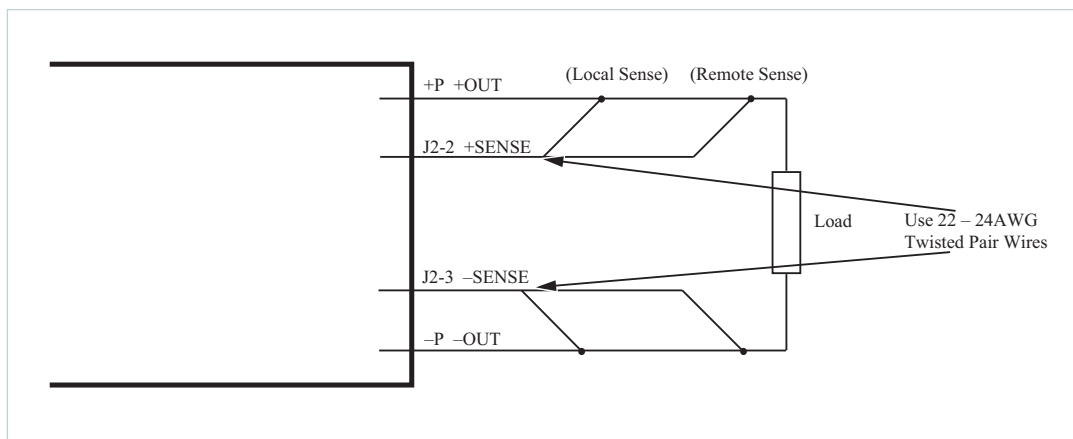 (Local Sense) (Remote Sense)
+P +OUT
J2-2 +SENSE
Load
Use 22 – 24AWG
Twisted Pair Wires
J2-3 –SENSE
–P –OUT